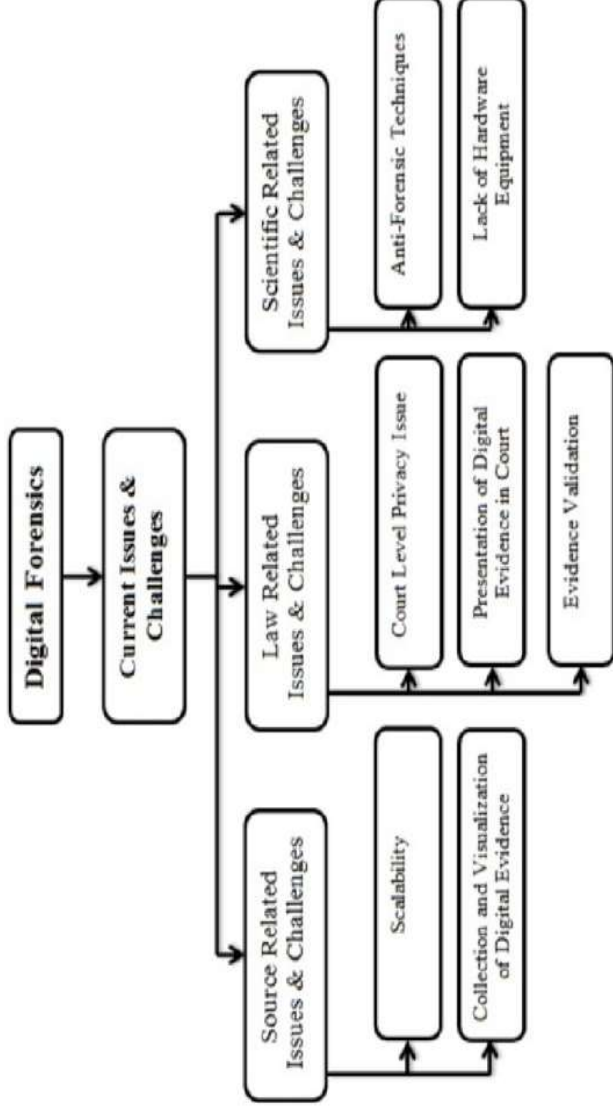 Digital Forensics
Current Issues &
Challenges
Source Related
Issues & Challenges
Scalability
Collection and Visualization
of Digital Evidence
Law Related
Issues & Challenges
Court Level Privacy Issue
Presentation of Digital
Evidence in Court
Evidence Validation
Scientific Related
Issues & Challenges
Anti-Forensic Techniques
Lack of Hardware
Equipment